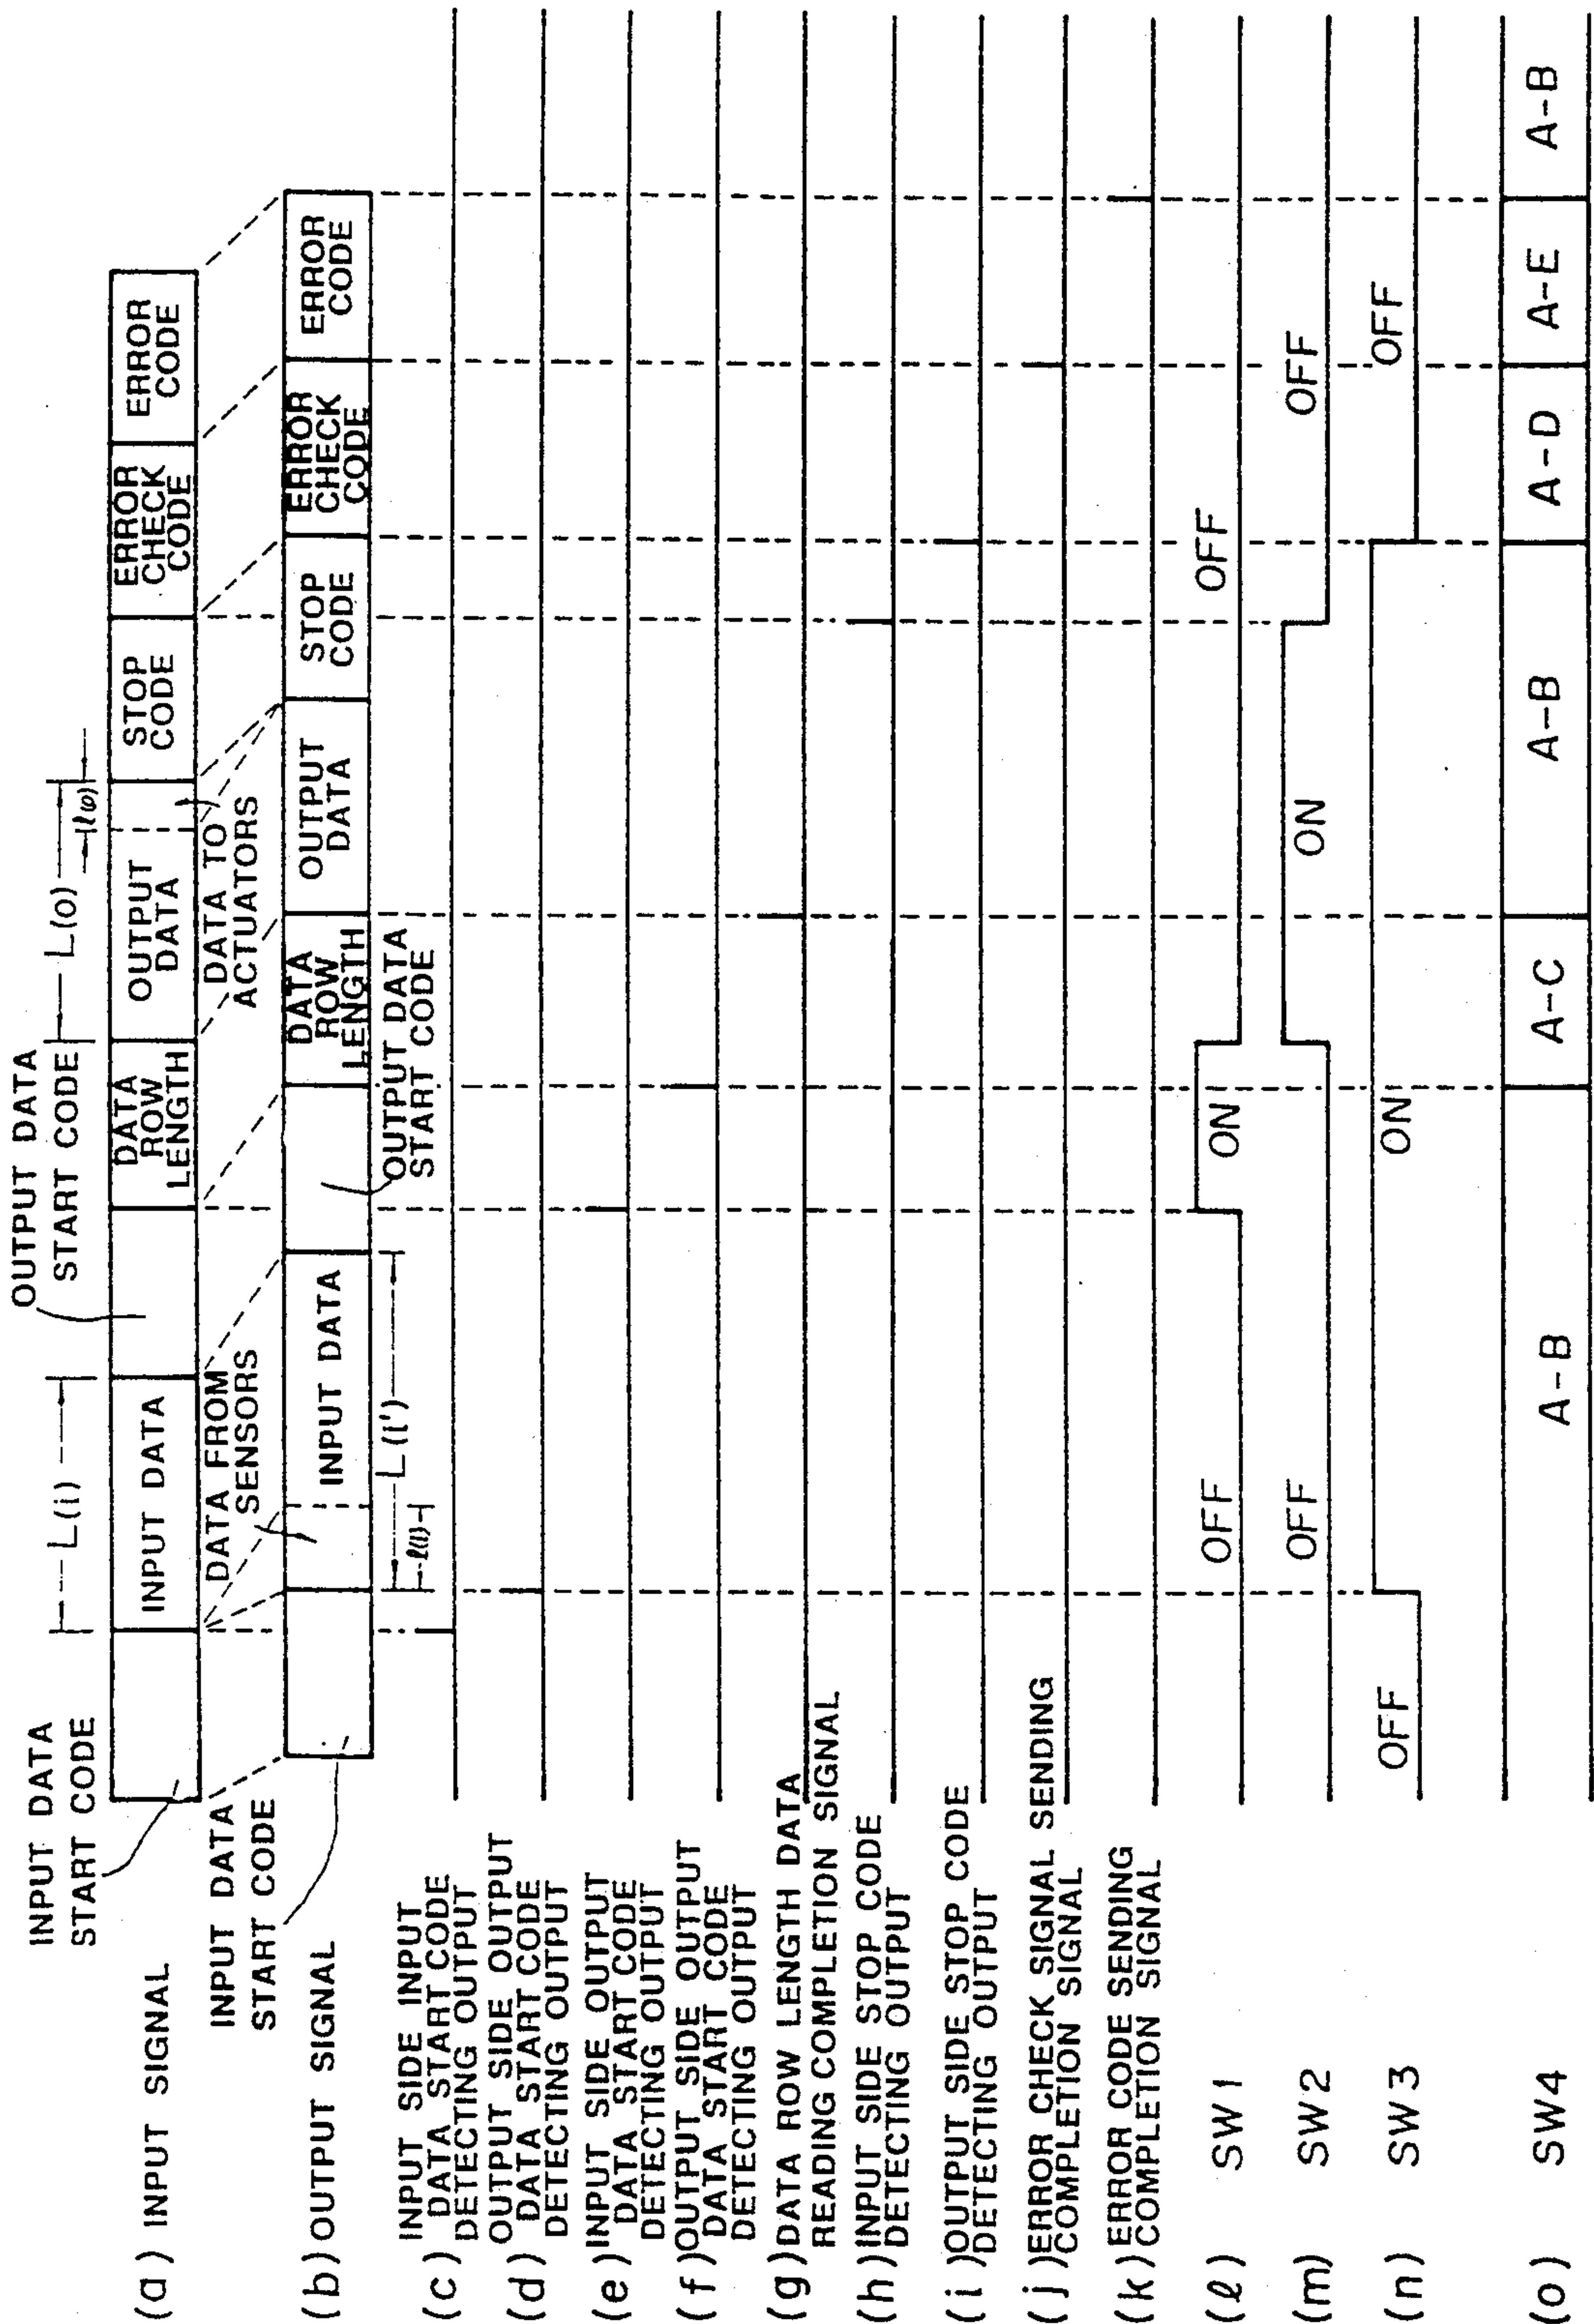 INPUT DATA
START CODE
L(i)
OUTPUT DATA
START CODE
L(O)
l(o)
(a) INPUT SIGNAL
INPUT DATA
DATA
ROW
LENGTH
OUTPUT
DATA
STOP
CODE
ERROR
CHECK
CODE
ERROR
CODE
INPUT DATA
START CODE
DATA FROM
SENSORS
DATA TO
ACTUATORS
(b) OUTPUT SIGNAL
INPUT DATA
DATA
ROW
LENGTH
OUTPUT
DATA
STOP
CODE
ERROR
CHECK
CODE
ERROR
CODE
l(i)
L(i')
OUTPUT DATA
START CODE
(c) INPUT SIDE INPUT
DATA START CODE
DETECTING OUTPUT
(d) OUTPUT SIDE OUTPUT
DATA START CODE
DETECTING OUTPUT
(e) INPUT SIDE OUTPUT
DATA START CODE
DETECTING OUTPUT
(f) OUTPUT SIDE OUTPUT
DATA START CODE
DETECTING OUTPUT
(g) DATA ROW LENGTH DATA
READING COMPLETION SIGNAL
(h) INPUT SIDE STOP CODE
DETECTING OUTPUT
(i) OUTPUT SIDE STOP CODE
DETECTING OUTPUT
(j) ERROR CHECK SIGNAL SENDING
COMPLETION SIGNAL
(k) ERROR CODE SENDING
COMPLETION SIGNAL
(ℓ) SW 1 OFF ON OFF
(m) SW 2 OFF ON OFF
(n) SW 3 OFF ON OFF
(o) SW4 A-B A-C A-B A-D A-E A-B